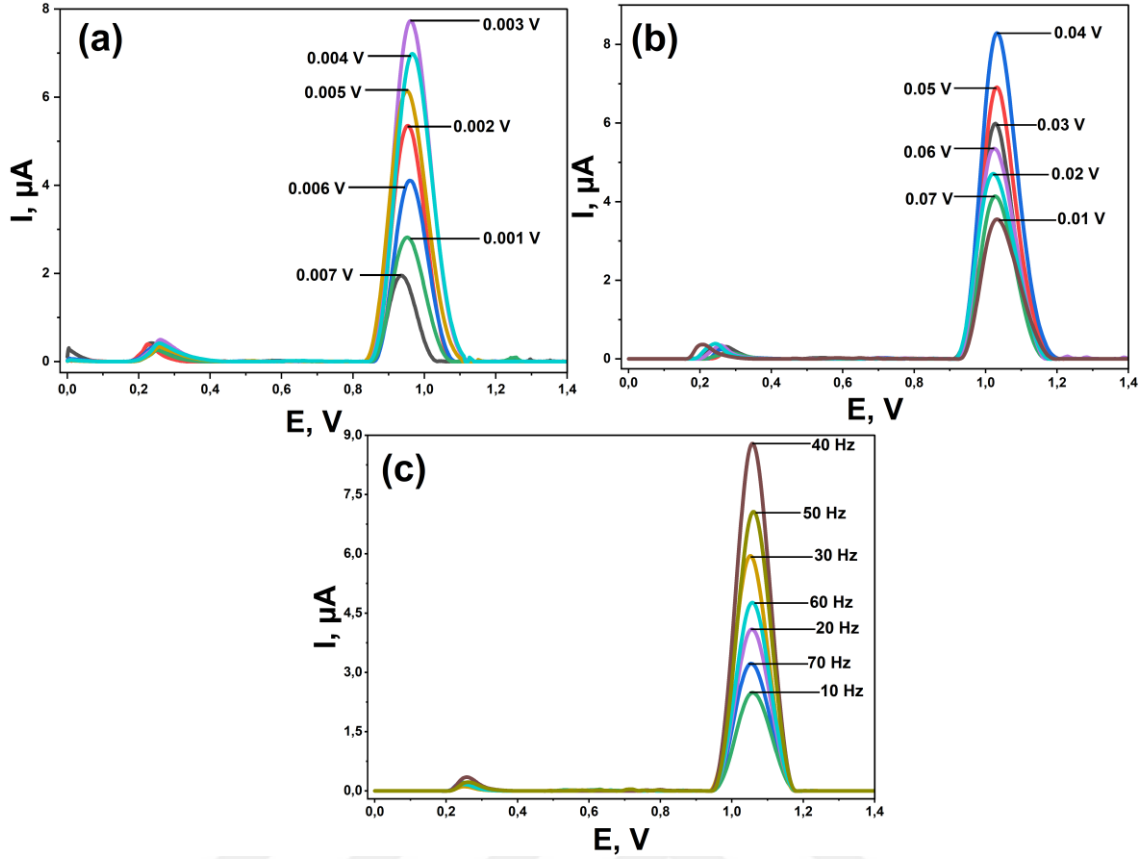 (a)
I, µA
8
6
4
2
0
0.003 V
0.004 V
0.005 V
0.002 V
0.006 V
0.001 V
0.007 V
0,0 0,2 0,4 0,6 0,8 1,0 1,2 1,4
E, V
(b)
I, µA
8
6
4
2
0
0.04 V
0.05 V
0.03 V
0.06 V
0.02 V
0.07 V
0.01 V
0,0 0,2 0,4 0,6 0,8 1,0 1,2 1,4
E, V
(c)
I, µA
9,0
7,5
6,0
4,5
3,0
1,5
0,0
40 Hz
50 Hz
30 Hz
60 Hz
20 Hz
70 Hz
10 Hz
0,0 0,2 0,4 0,6 0,8 1,0 1,2 1,4
E, V